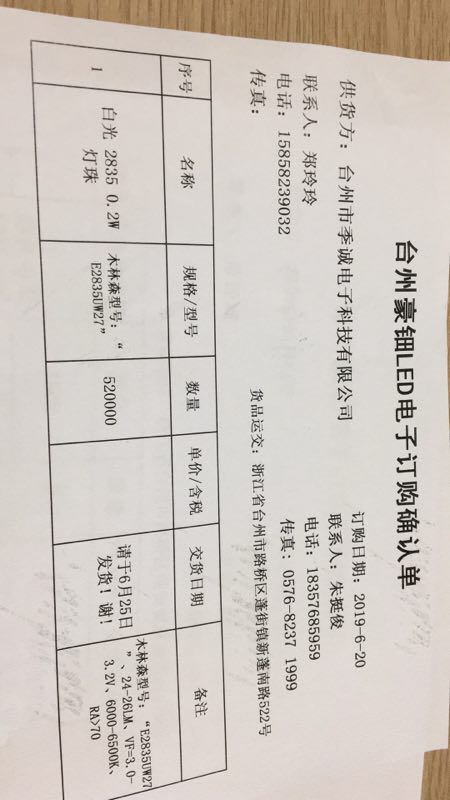 台州豪钿LED电子订购确认单
供货方：台州市季诚电子科技有限公司
订购日期：2019-6-20
联系人：郑玲玲
联系人：朱挺俊
电话：15858239032
电话：18357685959
传真：
传真：0576-8237 1999
货品运交：浙江省台州市路桥区蓬街镇新蓬南路522号
序号 名称 规格/型号 数量 单价/含税 交货日期 备注
1
白光 2835 0.2W
灯珠
木林森型号：“
E2835UW27”
520000
请于6月25日
发货！谢！
木林森型号：“E2835UW27
”、24-26LM、VF=3.0-
3.2V、6000-6500K、
RA>70